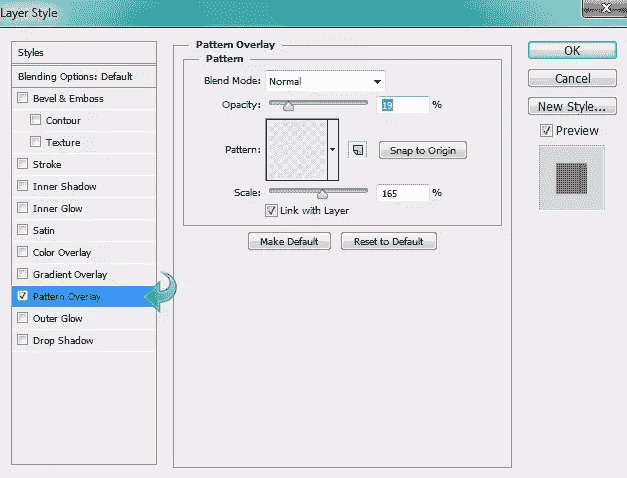 Layer Style
Styles
Blending Options: Default
Bevel & Emboss
Contour
Texture
Stroke
Inner Shadow
Inner Glow
Satin
Color Overlay
Gradient Overlay
Pattern Overlay
Outer Glow
Drop Shadow
Pattern Overlay
Pattern
Blend Mode: Normal
Opacity: 19 %
Pattern: Snap to Origin
Scale: 165 %
Link with Layer
Make Default Reset to Default
OK
Cancel
New Style...
Preview